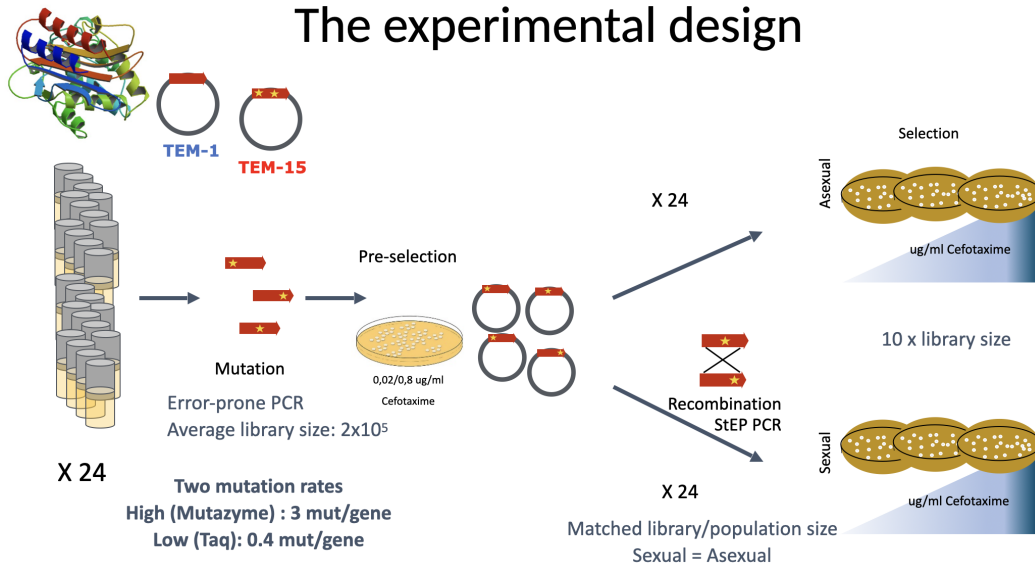 The experimental design
TEM-1
TEM-15
X 24
Mutation
Error-prone PCR
Average library size: 2x10⁵
Two mutation rates
High (Mutazyme) : 3 mut/gene
Low (Taq): 0.4 mut/gene
Pre-selection
0,02/0,8 ug/ml
Cefotaxime
X 24
Selection
Asexual
ug/ml Cefotaxime
10 x library size
Recombination
StEP PCR
X 24
Matched library/population size
Sexual = Asexual
Sexual
ug/ml Cefotaxime